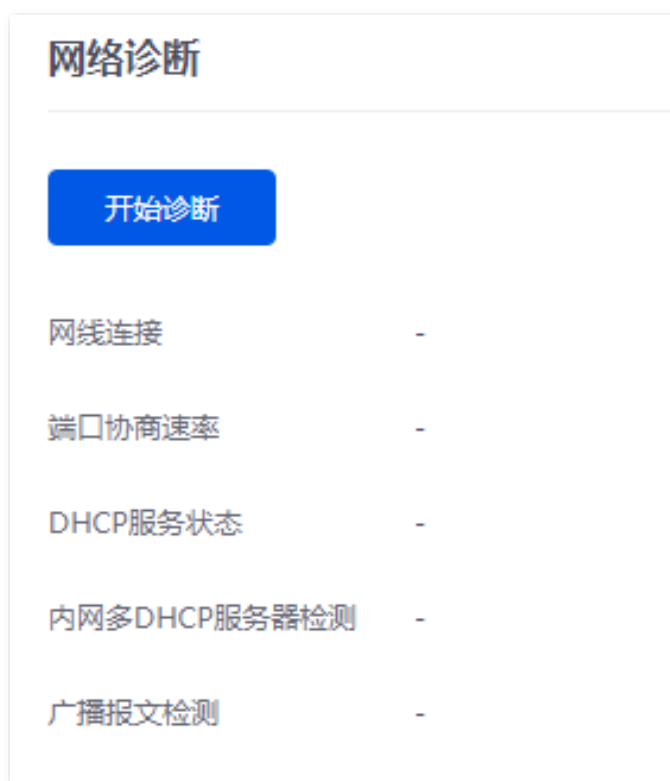 网络诊断
开始诊断
网线连接 -
端口协商速率 -
DHCP服务状态 -
内网多DHCP服务器检测 -
广播报文检测 -